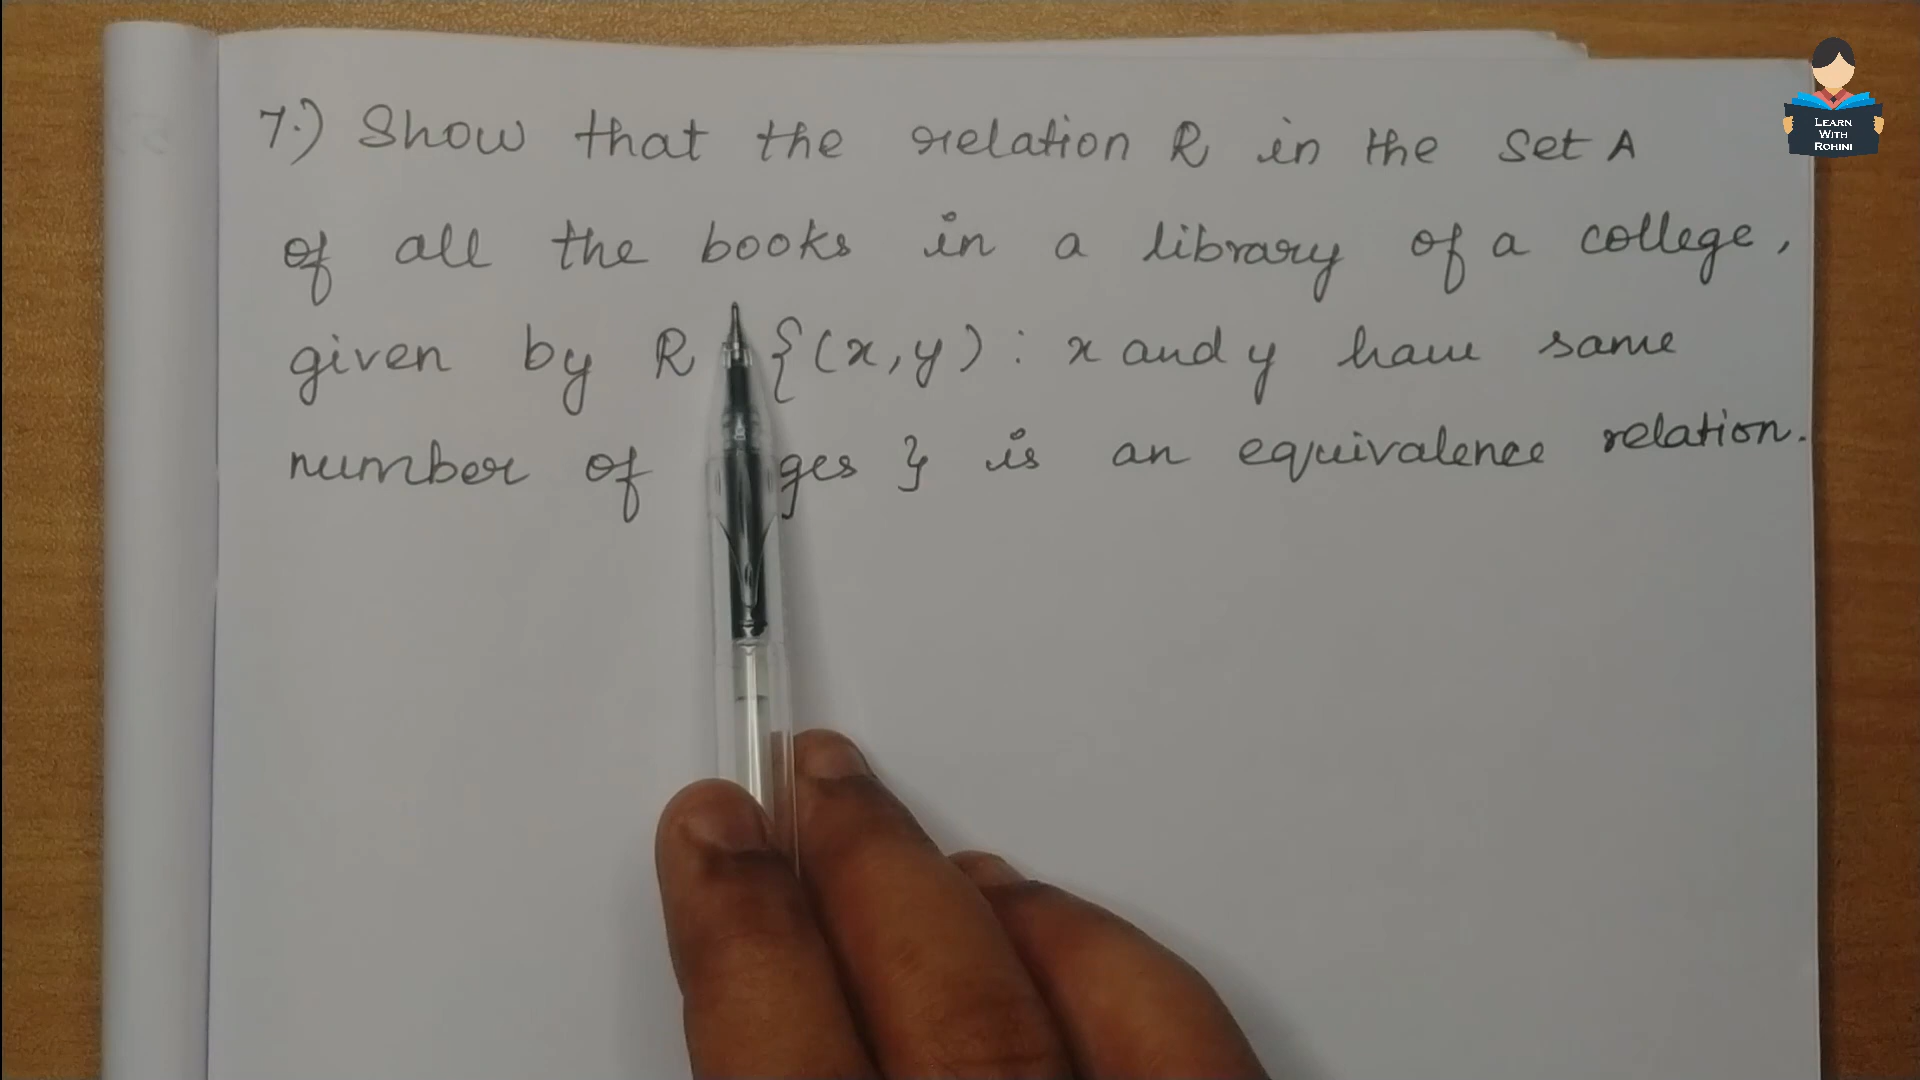 7.) Show that the relation R in the Set A
of all the books in a library of a college,
given by R {(x,y) : x and y have same
number of ges } is an equivalence relation.
LEARN
WITH
ROHINI